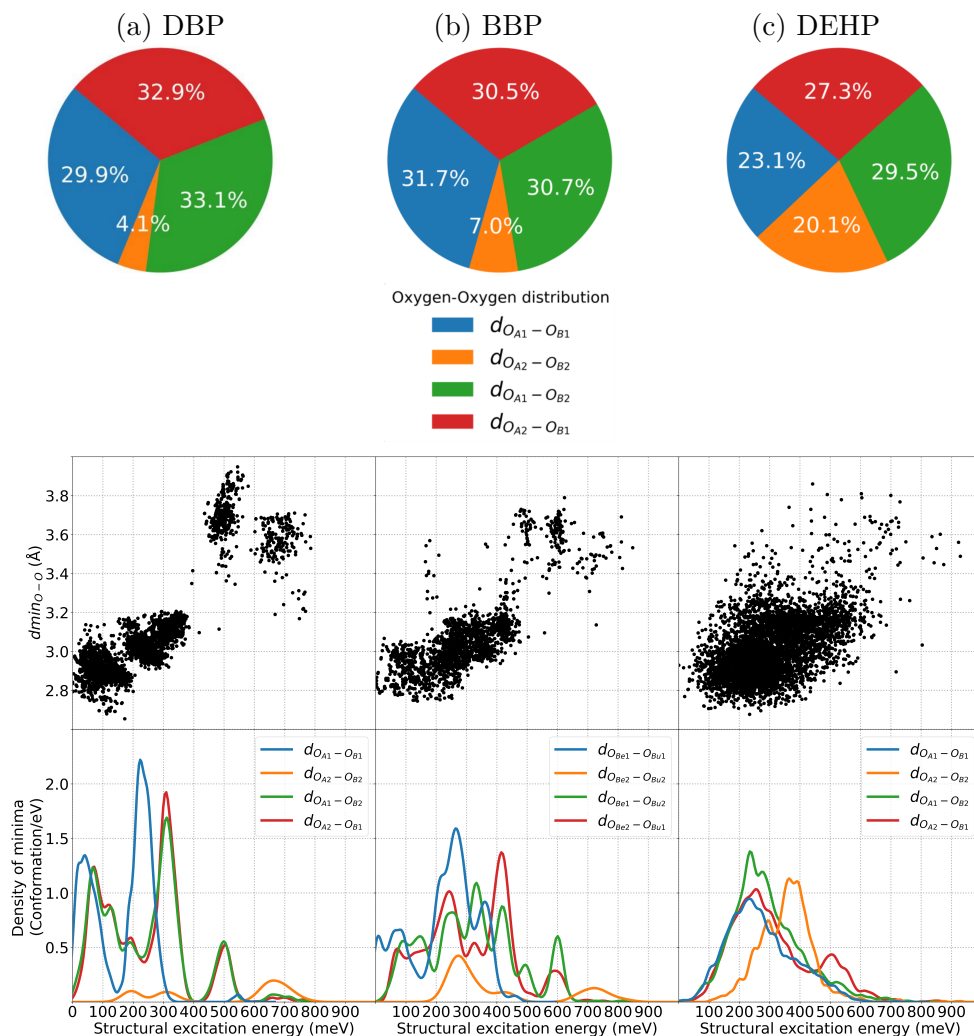 (a) DBP (b) BBP (c) DEHP
32.9% 30.5% 27.3%
29.9% 31.7% 23.1%
33.1% 30.7% 29.5%
4.1% 7.0% 20.1%
Oxygen-Oxygen distribution
d_{O_{A1}-O_{B1}}
d_{O_{A2}-O_{B2}}
d_{O_{A1}-O_{B2}}
d_{O_{A2}-O_{B1}}
dmin_{O-O} (Å)
3.8
3.6
3.4
3.2
3.0
2.8
Density of minima
(Conformation/eV)
2.0
1.5
1.0
0.5
d_{O_{A1}-O_{B1}}
d_{O_{A2}-O_{B2}}
d_{O_{A1}-O_{B2}}
d_{O_{A2}-O_{B1}}
d_{O_{Be1}-O_{Bu1}}
d_{O_{Be2}-O_{Bu2}}
d_{O_{Be1}-O_{Bu2}}
d_{O_{Be2}-O_{Bu1}}
d_{O_{A1}-O_{B1}}
d_{O_{A2}-O_{B2}}
d_{O_{A1}-O_{B2}}
d_{O_{A2}-O_{B1}}
0 100 200 300 400 500 600 700 800 900 0 100 200 300 400 500 600 700 800 900 0 100 200 300 400 500 600 700 800 900
Structural excitation energy (meV) Structural excitation energy (meV) Structural excitation energy (meV)